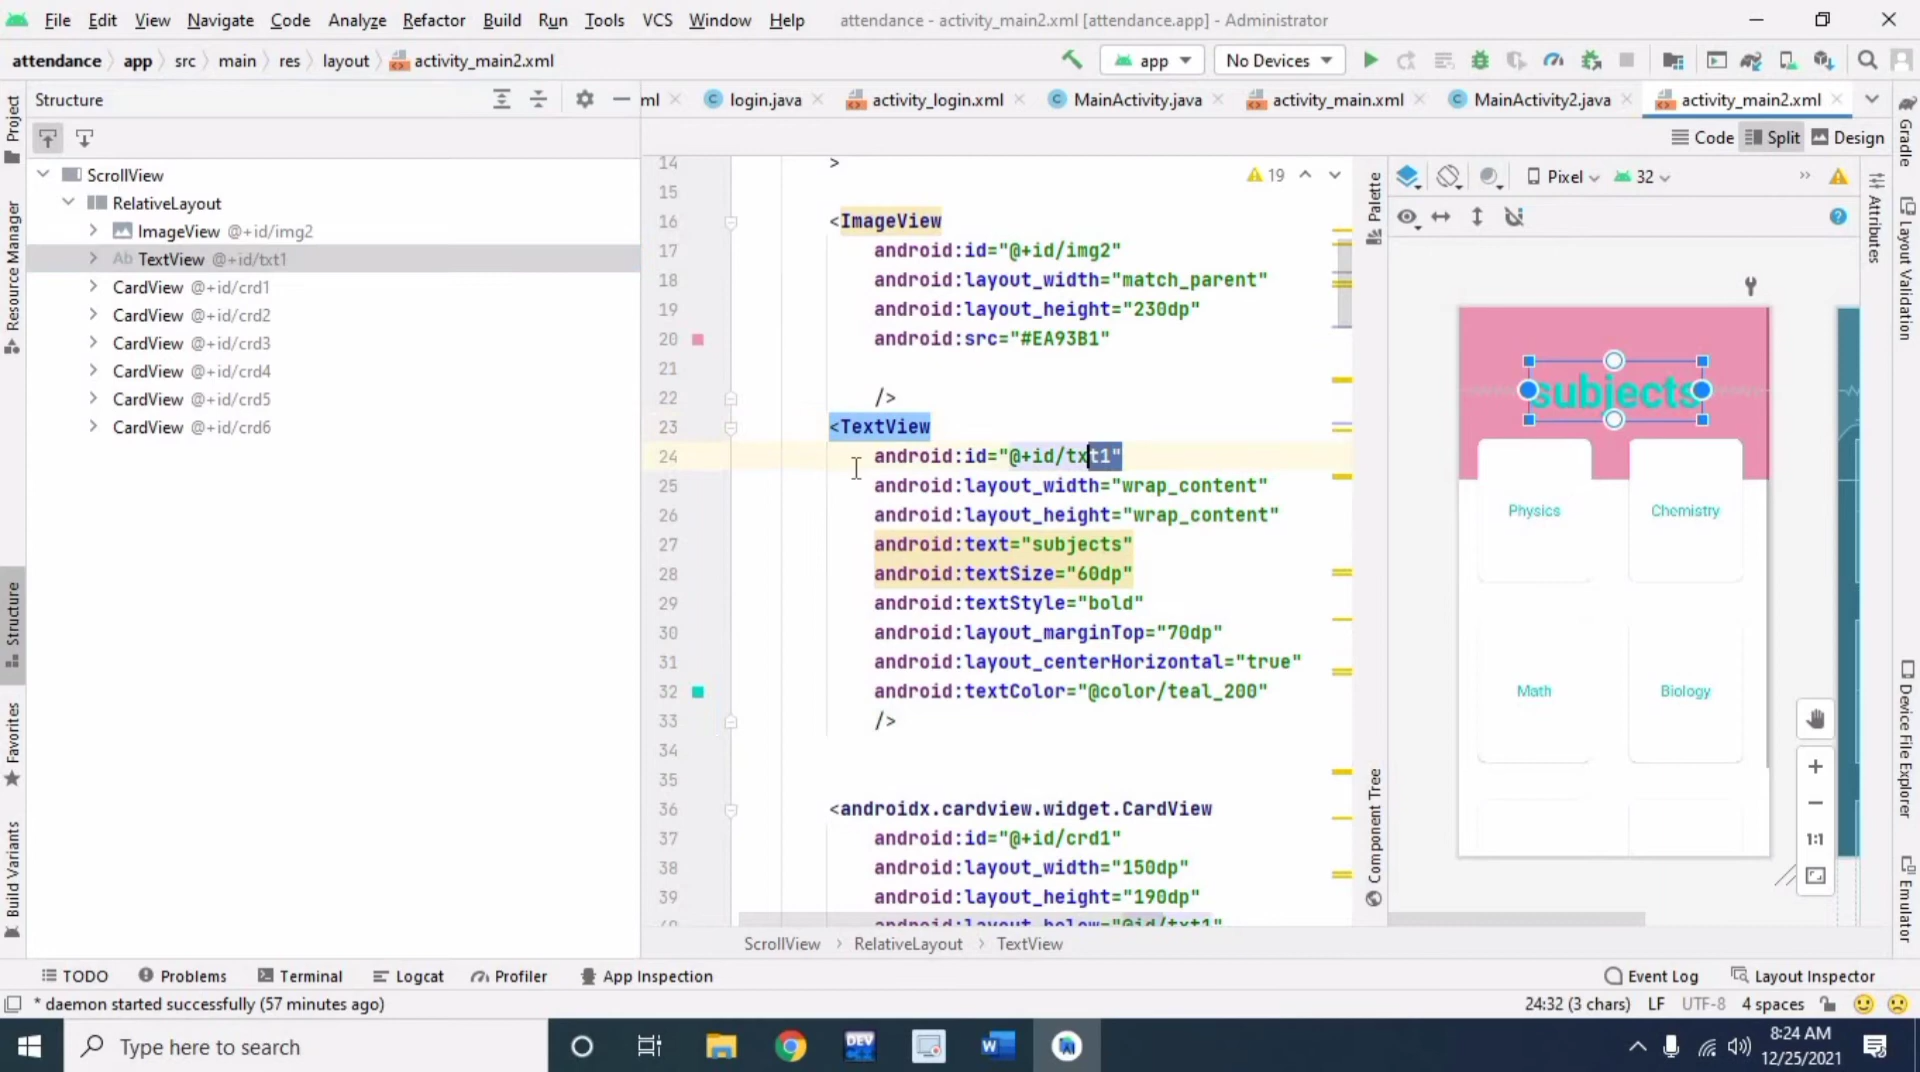 File Edit View Navigate Code Analyze Refactor Build Run Tools VCS Window Help attendance - activity_main2.xml [attendance.app] - Administrator
attendance app src main res layout activity_main2.xml app No Devices
Structure
ml login.java activity_login.xml MainActivity.java activity_main.xml MainActivity2.java activity_main2.xml
Code Split Design
Project
Resource Manager
Structure
Favorites
Build Variants
ScrollView
RelativeLayout
ImageView @+id/img2
Ab TextView @+id/txt1
CardView @+id/crd1
CardView @+id/crd2
CardView @+id/crd3
CardView @+id/crd4
CardView @+id/crd5
CardView @+id/crd6
19
14 >
15
16 <ImageView
17 android:id="@+id/img2"
18 android:layout_width="match_parent"
19 android:layout_height="230dp"
20 android:src="#EA93B1"
21
22 />
23 <TextView
24 android:id="@+id/txt1"
25 android:layout_width="wrap_content"
26 android:layout_height="wrap_content"
27 android:text="subjects"
28 android:textSize="60dp"
29 android:textStyle="bold"
30 android:layout_marginTop="70dp"
31 android:layout_centerHorizontal="true"
32 android:textColor="@color/teal_200"
33 />
34
35
36 <androidx.cardview.widget.CardView
37 android:id="@+id/crd1"
38 android:layout_width="150dp"
39 android:layout_height="190dp"
40 android:layout_below="@id/txt1"
ScrollView RelativeLayout TextView
Palette
Component Tree
Pixel 32 »
subjects
Physics Chemistry
Math Biology
+
−
1:1
Gradle
Attributes
Layout Validation
Device File Explorer
Emulator
TODO Problems Terminal Logcat Profiler App Inspection Event Log Layout Inspector
* daemon started successfully (57 minutes ago) 24:32 (3 chars) LF UTF-8 4 spaces
Type here to search
DEV C++
8:24 AM
12/25/2021